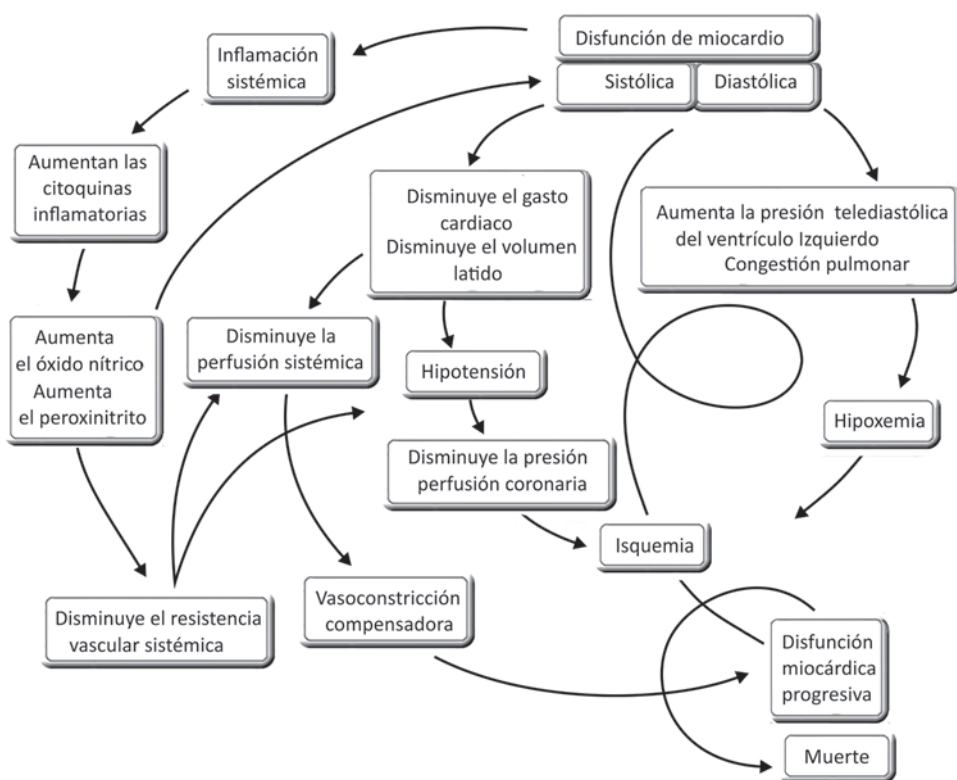 Disfunción de miocardio
Sistólica
Diastólica
Inflamación
sistémica
Aumentan las
citoquinas
inflamatorias
Disminuye el gasto
cardiaco
Disminuye el volumen
latido
Aumenta la presión telediastólica
del ventrículo Izquierdo
Congestión pulmonar
Aumenta
el óxido nítrico
Aumenta
el peroxinitrito
Disminuye la
perfusión sistémica
Hipotensión
Hipoxemia
Disminuye la presión
perfusión coronaria
Isquemia
Disminuye el resistencia
vascular sistémica
Vasoconstricción
compensadora
Disfunción
miocárdica
progresiva
Muerte